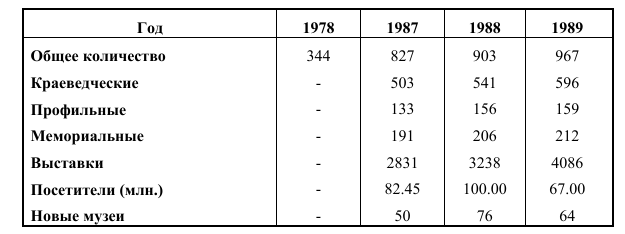 Год 1978 1987 1988 1989
Общее количество 344 827 903 967
Краеведческие - 503 541 596
Профильные - 133 156 159
Мемориальные - 191 206 212
Выставки - 2831 3238 4086
Посетители (млн.) - 82.45 100.00 67.00
Новые музеи - 50 76 64